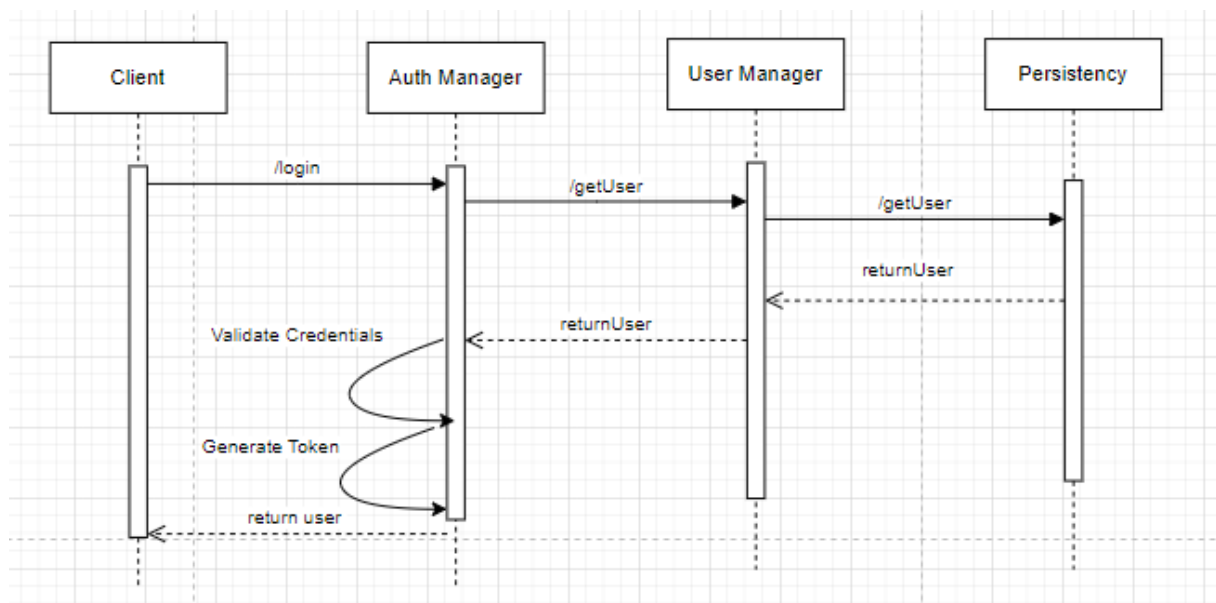 Client
Auth Manager
User Manager
Persistency
/login
/getUser
/getUser
returnUser
returnUser
Validate Credentials
Generate Token
return user